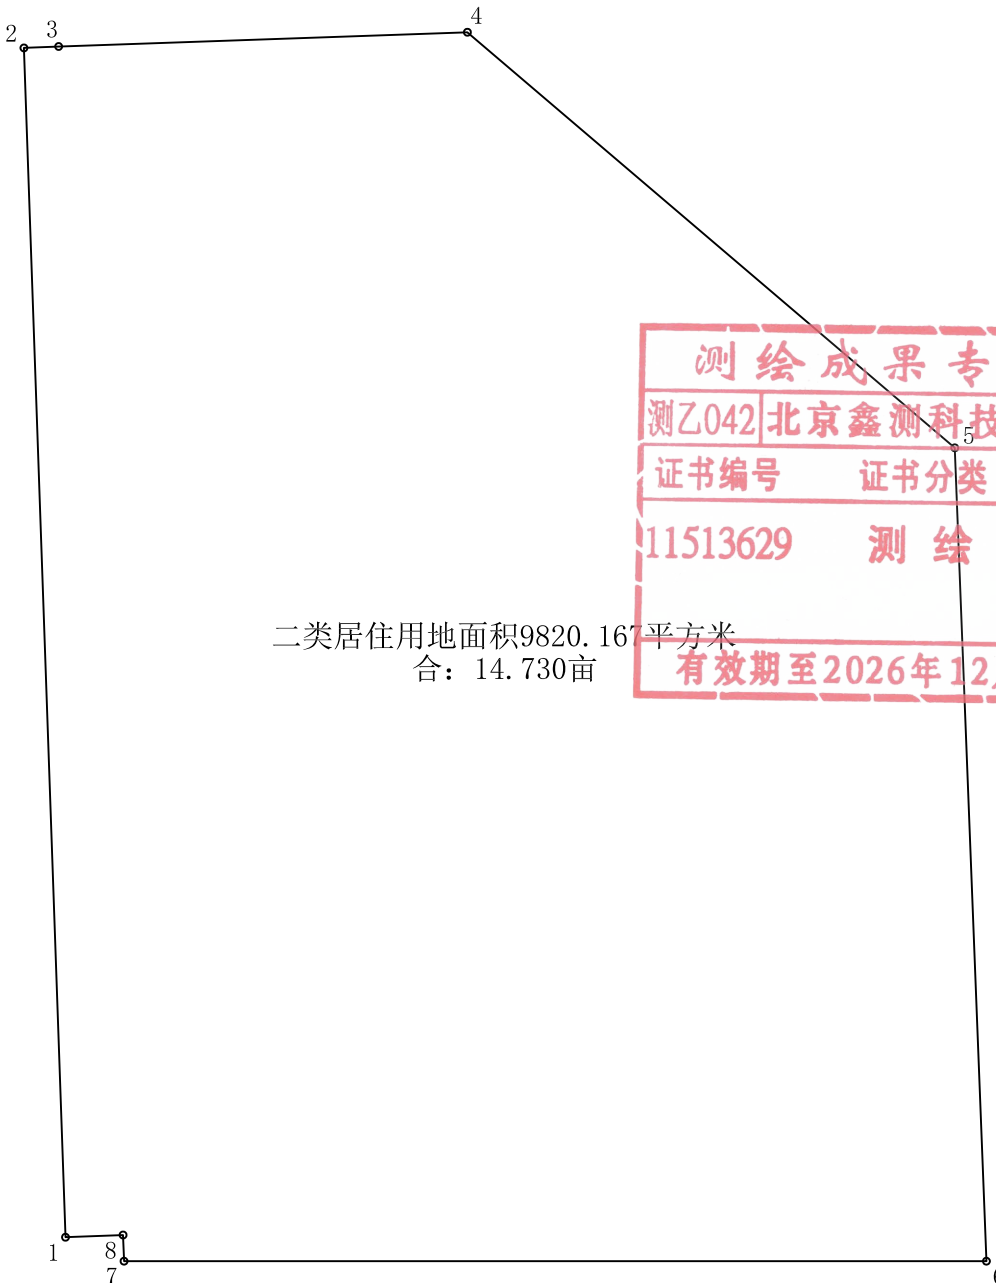 2
3
4
测绘成果专
测乙042 北京鑫测科技
5
证书编号 证书分类
11513629 测绘
二类居住用地面积9820.167平方米
合：14.730亩
有效期至2026年12
1
8
7